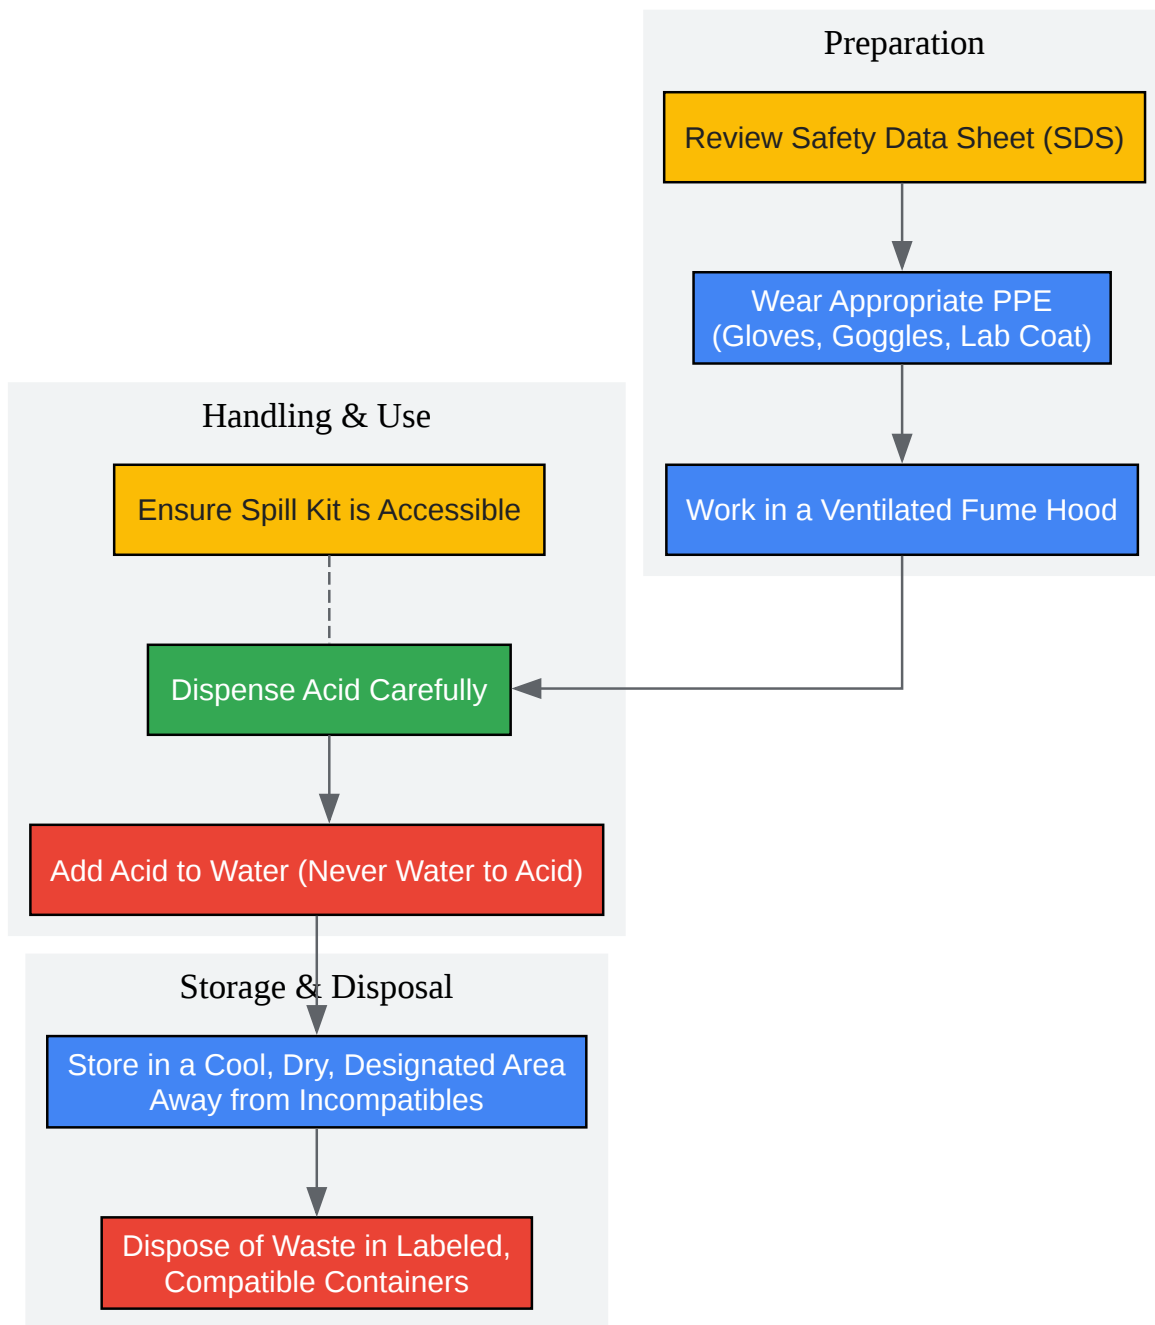 Preparation
Review Safety Data Sheet (SDS)
Wear Appropriate PPE
(Gloves, Goggles, Lab Coat)
Work in a Ventilated Fume Hood
Handling & Use
Ensure Spill Kit is Accessible
Dispense Acid Carefully
Add Acid to Water (Never Water to Acid)
Storage & Disposal
Store in a Cool, Dry, Designated Area
Away from Incompatibles
Dispose of Waste in Labeled,
Compatible Containers